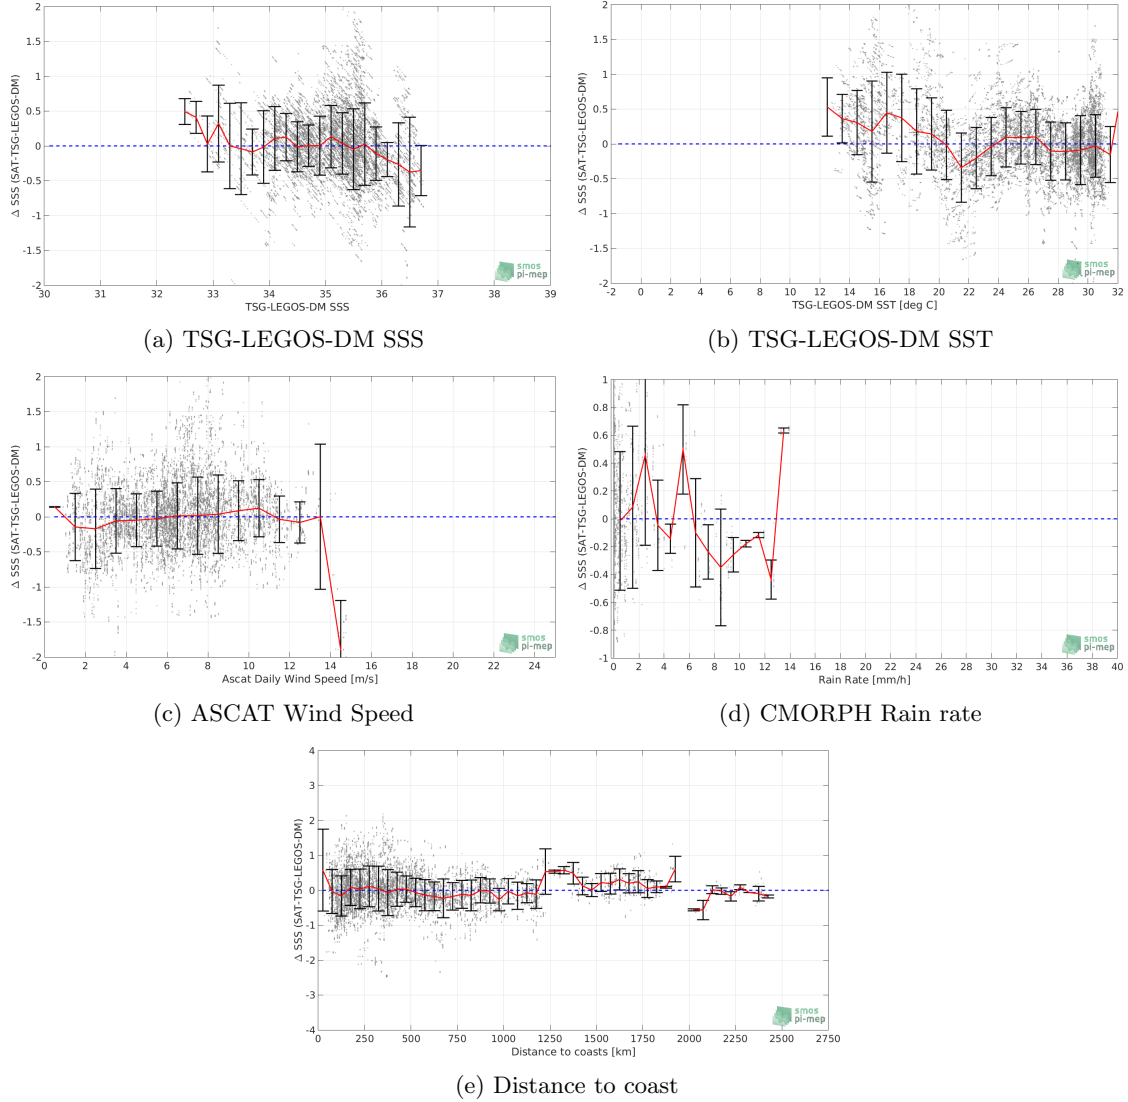 2
1.5
1
0.5
0
-0.5
-1
-1.5
-2
Δ SSS (SAT-TSG-LEGOS-DM)
30 31 32 33 34 35 36 37 38 39
TSG-LEGOS-DM SSS
smos
pi-mep
(a) TSG-LEGOS-DM SSS
2
1.5
1
0.5
0
-0.5
-1
-1.5
-2
Δ SSS (SAT-TSG-LEGOS-DM)
-2 0 2 4 6 8 10 12 14 16 18 20 22 24 26 28 30 32
TSG-LEGOS-DM SST [deg C]
smos
pi-mep
(b) TSG-LEGOS-DM SST
2
1.5
1
0.5
0
-0.5
-1
-1.5
-2
Δ SSS (SAT-TSG-LEGOS-DM)
0 2 4 6 8 10 12 14 16 18 20 22 24
Ascat Daily Wind Speed [m/s]
smos
pi-mep
(c) ASCAT Wind Speed
1
0.8
0.6
0.4
0.2
0
-0.2
-0.4
-0.6
-0.8
-1
Δ SSS (SAT-TSG-LEGOS-DM)
0 2 4 6 8 10 12 14 16 18 20 22 24 26 28 30 32 34 36 38 40
Rain Rate [mm/h]
smos
pi-mep
(d) CMORPH Rain rate
4
3
2
1
0
-1
-2
-3
-4
Δ SSS (SAT-TSG-LEGOS-DM)
0 250 500 750 1000 1250 1500 1750 2000 2250 2500 2750
Distance to coasts [km]
smos
pi-mep
(e) Distance to coast